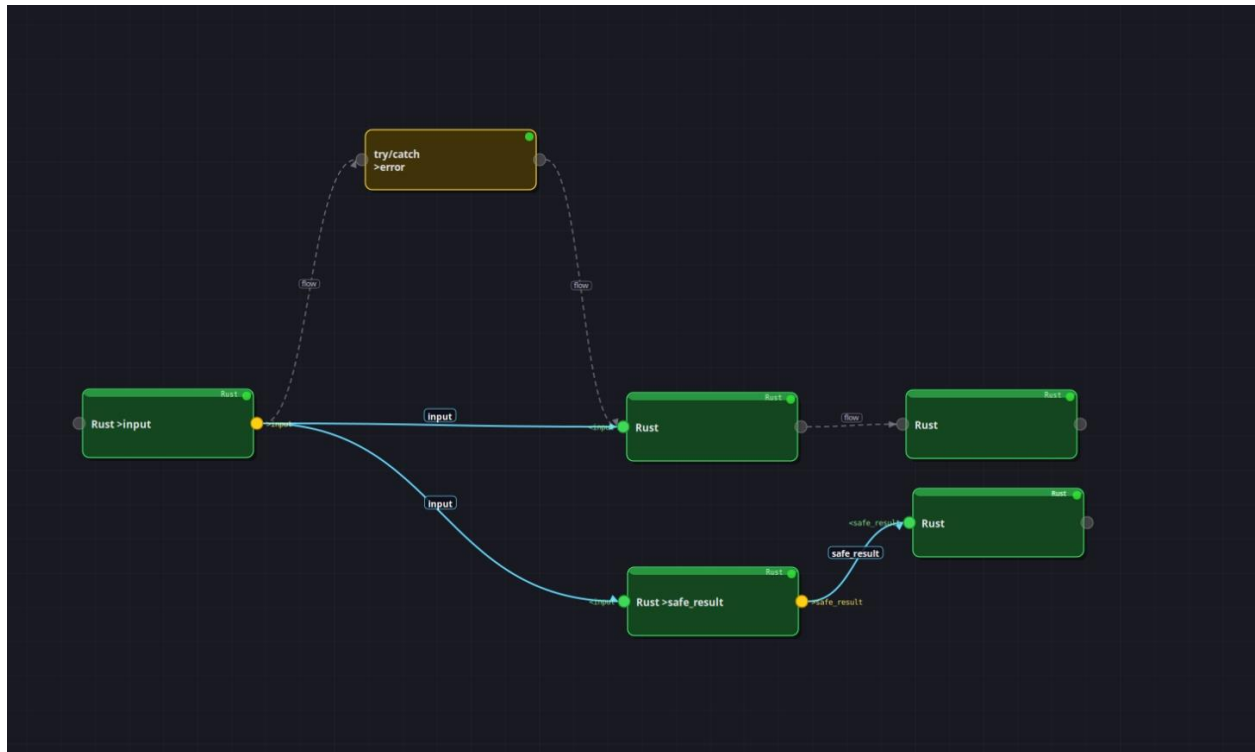 try/catch
>error
flow
flow
Rust
Rust >input
>input
input
input
Rust
<input
Rust
flow
Rust
Rust
Rust
<safe_result
Rust
safe_result
Rust
<input
Rust >safe_result
>safe_result